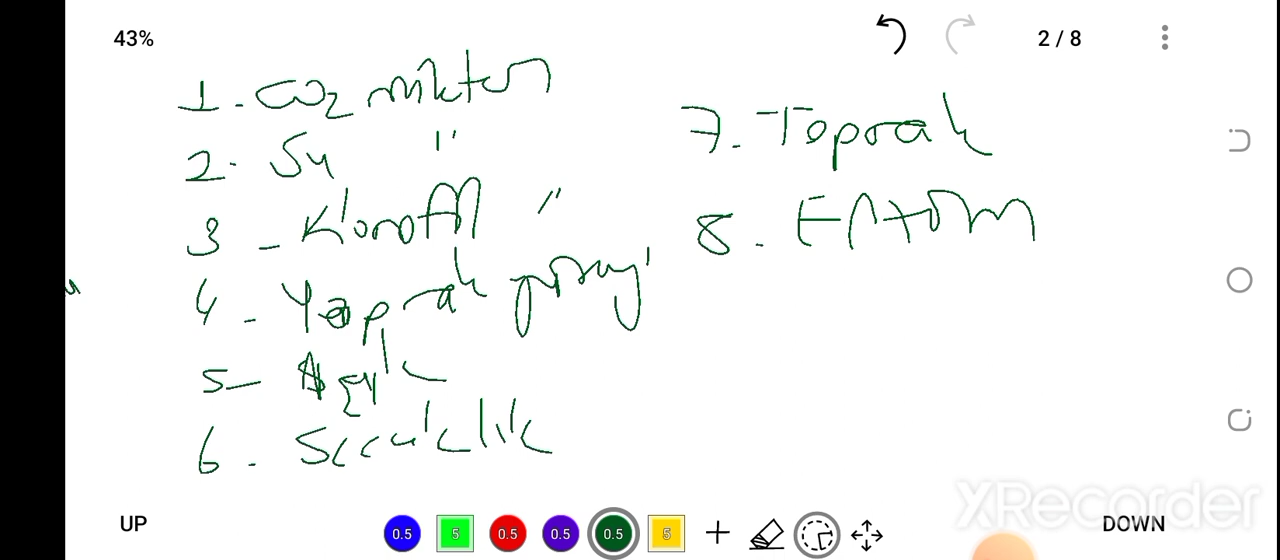 43%
2 / 8
1 - CO2 miktarı
2 - Su "
3 - Klorofil "
4 - Yaprak yüzeyi
5 - Işık
6 - Sıcaklık
7. Toprak
8. Enzim
UP
0.5 5 0.5 0.5 0.5 5
DOWN
XRecorder